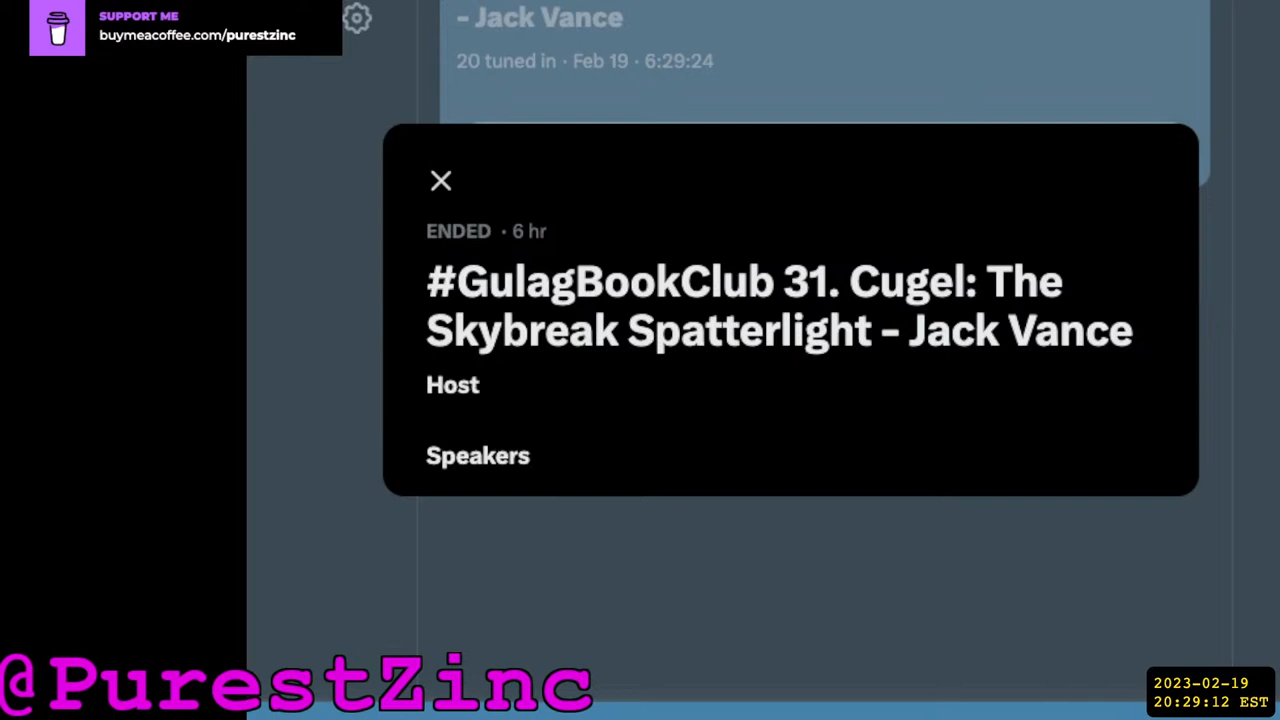 SUPPORT ME
buymeacoffee.com/purestzinc
- Jack Vance
20 tuned in · Feb 19 · 6:29:24
ENDED · 6 hr
#GulagBookClub 31. Cugel: The
Skybreak Spatterlight - Jack Vance
Host
Speakers
@PurestZinc
2023-02-19
20:29:12 EST